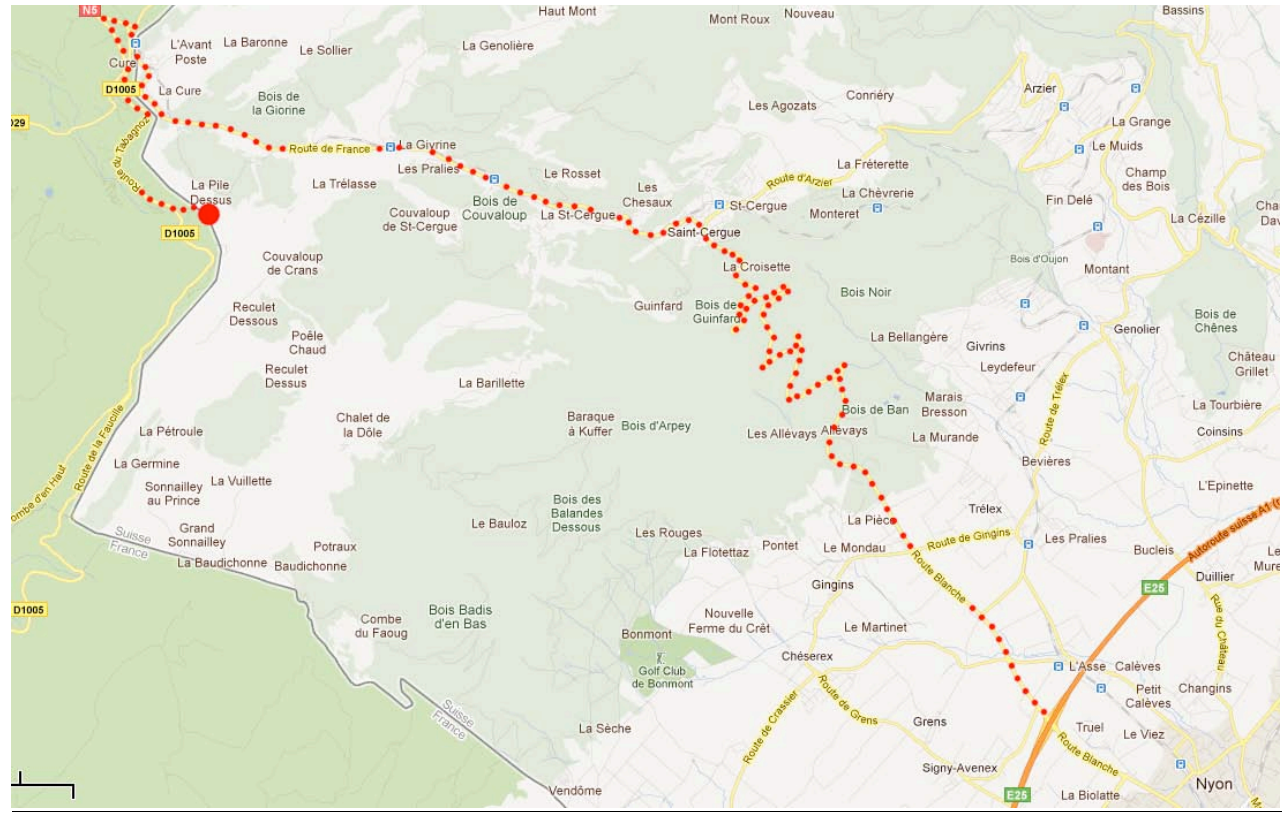 N5
Haut Mont
Mont Roux
Nouveau
Bassins
L'Avant
Poste
La Baronne
Le Sollier
La Genolière
Cure
D1005
La Cure
Bois de
la Giorine
Les Agozats
Conriéry
Arzier
La Grange
Le Muids
D29
Route de France
La Givrine
Les Pralies
La Trélasse
Le Rosset
La Fréterette
Route d'Arzier
Champ
des Bois
Route du Tabagnoz
La Pile
Dessus
Bois de
Couvaloup
Les
Chesaux
La Chèvrerie
Fin Delé
D1005
Couvaloup
de St-Cergue
La St-Cergue
St-Cergue
Monteret
La Cézille
Saint-Cergue
Couvaloup
de Crans
La Croisette
Bois d'Oujon
Montant
Reculet
Dessous
Guinfard
Bois de
Guinfard
Bois Noir
Genolier
Bois de
Chênes
Poêle
Chaud
La Bellangère
Givrins
Leydefeur
Château
Grillet
Reculet
Dessus
La Barillette
Route de Trélex
Marais
Bresson
La Tourbière
Chalet de
la Dôle
Baraque
à Kuffer
Bois d'Arpey
Bois de Ban
Les Allévays
Allévays
La Murande
Coinsins
La Pétroule
Route de la Faucille
La Germine
Bevières
Combe d'en Haut
Sonnailley
au Prince
La Vuillette
L'Epinette
Bois des
Balandes
Dessous
Le Bauloz
Les Rouges
La Pièce
Trélex
Suisse
France
Grand
Sonnailley
Potraux
La Baudichonne
Baudichonne
La Flotettaz
Pontet
Le Mondau
Route de Gingins
Les Pralies
Bucleis
Autoroute suisse A1
Duillier
Gingins
Route Blanche
E25
D1005
Combe
du Faoug
Bois Badis
d'en Bas
Nouvelle
Ferme du Crêt
Le Martinet
Rue du Château
Bonmont
Golf Club
de Bonmont
Chéserex
L'Asse
Calèves
Petit
Calèves
Changins
Suisse
France
Route de Crassier
Route de Grens
Grens
La Sèche
Truel
Le Viez
Route Blanche
Signy-Avenex
Vendôme
E25
La Biolatte
Nyon